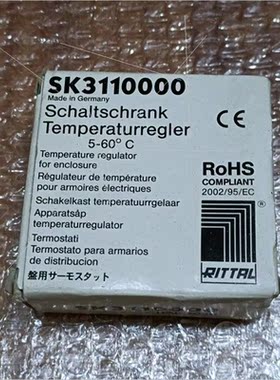 SK3110000
Made in Germany
Schaltschrank
Temperaturregler
5-60° C
Temperature regulator
for enclosure
Régulateur de température
pour armoires électriques
Schakelkast temperatuurrgelaar
Apparatsåp
temperaturregulator
Termostati
Termostato para armarios
de distribucion
盤用サーモスタット
CE
RoHS
COMPLIANT
2002/95/EC
RITTAL